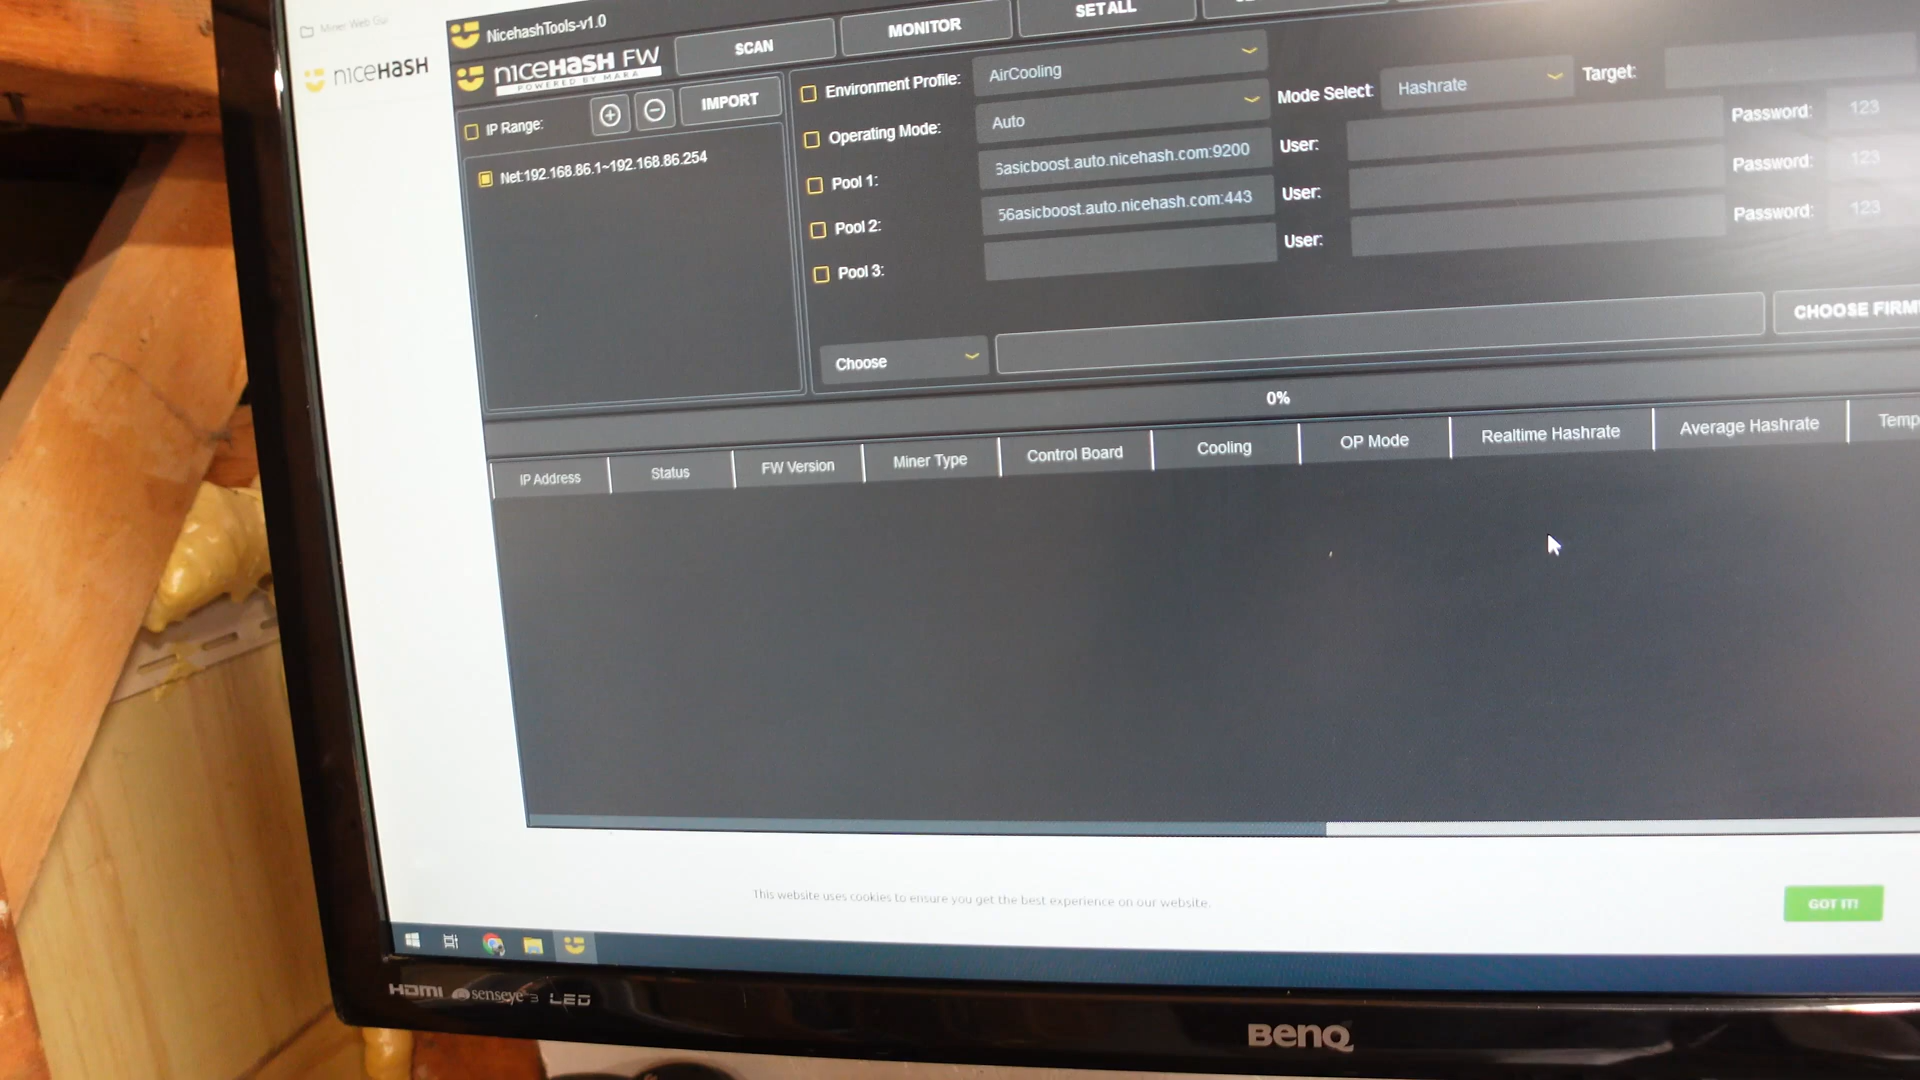 Miner Web Gui
NiceHash
NicehashTools-v1.0
NiceHash FW
POWERED BY MARA
SCAN
MONITOR
SET ALL
IP Range:
IMPORT
Net:192.168.86.1~192.168.86.254
Environment Profile:
AirCooling
Operating Mode:
Auto
Mode Select:
Hashrate
Target:
Pool 1:
asicboost.auto.nicehash.com:9200
User:
Password:
123
Pool 2:
56asicboost.auto.nicehash.com:443
User:
Password:
123
Pool 3:
User:
Password:
123
Choose
CHOOSE FIRM
0%
IP Address
Status
FW Version
Miner Type
Control Board
Cooling
OP Mode
Realtime Hashrate
Average Hashrate
Temp
This website uses cookies to ensure you get the best experience on our website.
GOT IT!
HDMI senseye 3 LED
BenQ